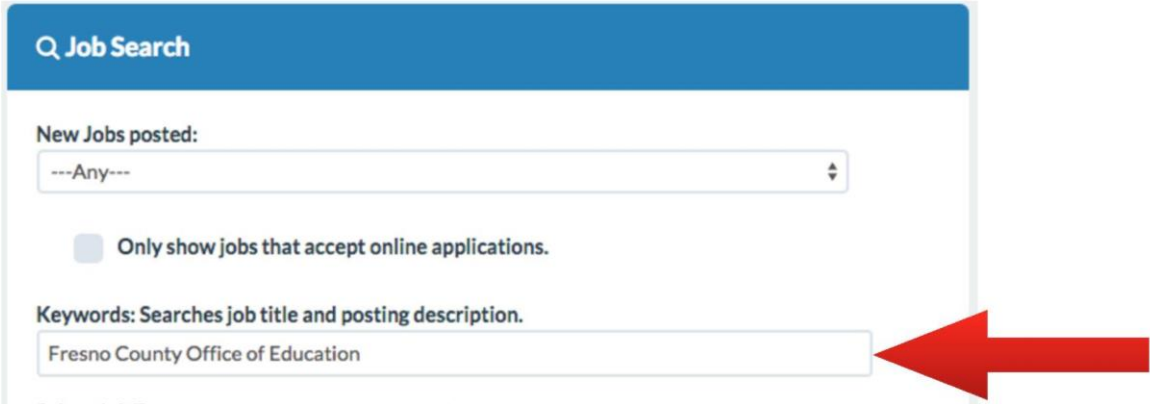 Job Search
New Jobs posted:
---Any---
Only show jobs that accept online applications.
Keywords: Searches job title and posting description.
Fresno County Office of Education